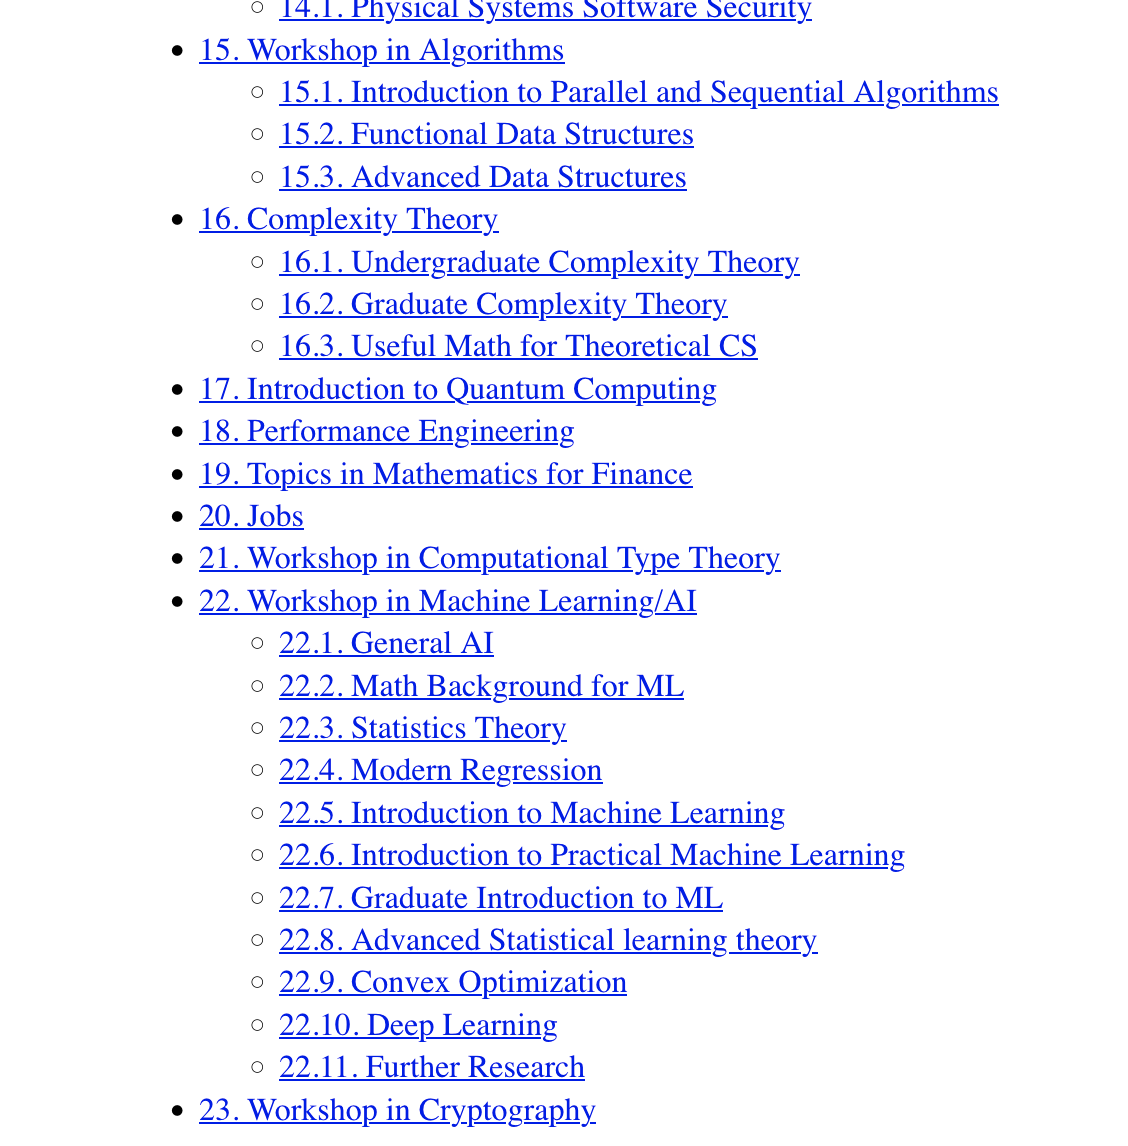 14.1. Physical Systems Software Security
15. Workshop in Algorithms
15.1. Introduction to Parallel and Sequential Algorithms
15.2. Functional Data Structures
15.3. Advanced Data Structures
16. Complexity Theory
16.1. Undergraduate Complexity Theory
16.2. Graduate Complexity Theory
16.3. Useful Math for Theoretical CS
17. Introduction to Quantum Computing
18. Performance Engineering
19. Topics in Mathematics for Finance
20. Jobs
21. Workshop in Computational Type Theory
22. Workshop in Machine Learning/AI
22.1. General AI
22.2. Math Background for ML
22.3. Statistics Theory
22.4. Modern Regression
22.5. Introduction to Machine Learning
22.6. Introduction to Practical Machine Learning
22.7. Graduate Introduction to ML
22.8. Advanced Statistical learning theory
22.9. Convex Optimization
22.10. Deep Learning
22.11. Further Research
23. Workshop in Cryptography